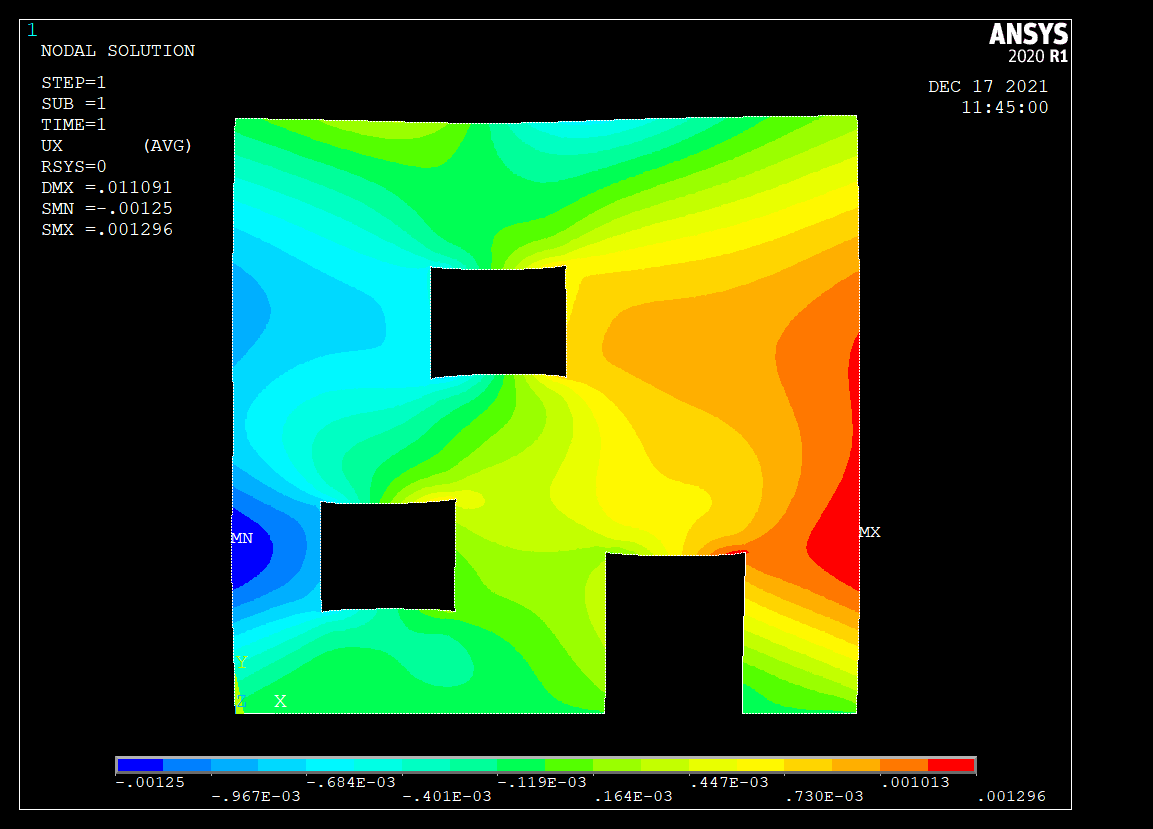 1
ANSYS
2020 R1
NODAL SOLUTION
STEP=1
SUB =1
TIME=1
UX (AVG)
RSYS=0
DMX =.011091
SMN =-.00125
SMX =.001296
DEC 17 2021
11:45:00
MN
MX
Y
Z X
-.00125
-.967E-03
-.684E-03
-.401E-03
-.119E-03
.164E-03
.447E-03
.730E-03
.001013
.001296